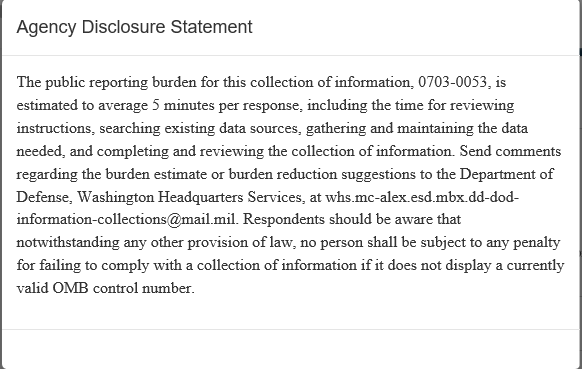 Agency Disclosure Statement
The public reporting burden for this collection of information, 0703-0053, is
estimated to average 5 minutes per response, including the time for reviewing
instructions, searching existing data sources, gathering and maintaining the data
needed, and completing and reviewing the collection of information. Send comments
regarding the burden estimate or burden reduction suggestions to the Department of
Defense, Washington Headquarters Services, at whs.mc-alex.esd.mbx.dd-dod-
information-collections@mail.mil. Respondents should be aware that
notwithstanding any other provision of law, no person shall be subject to any penalty
for failing to comply with a collection of information if it does not display a currently
valid OMB control number.